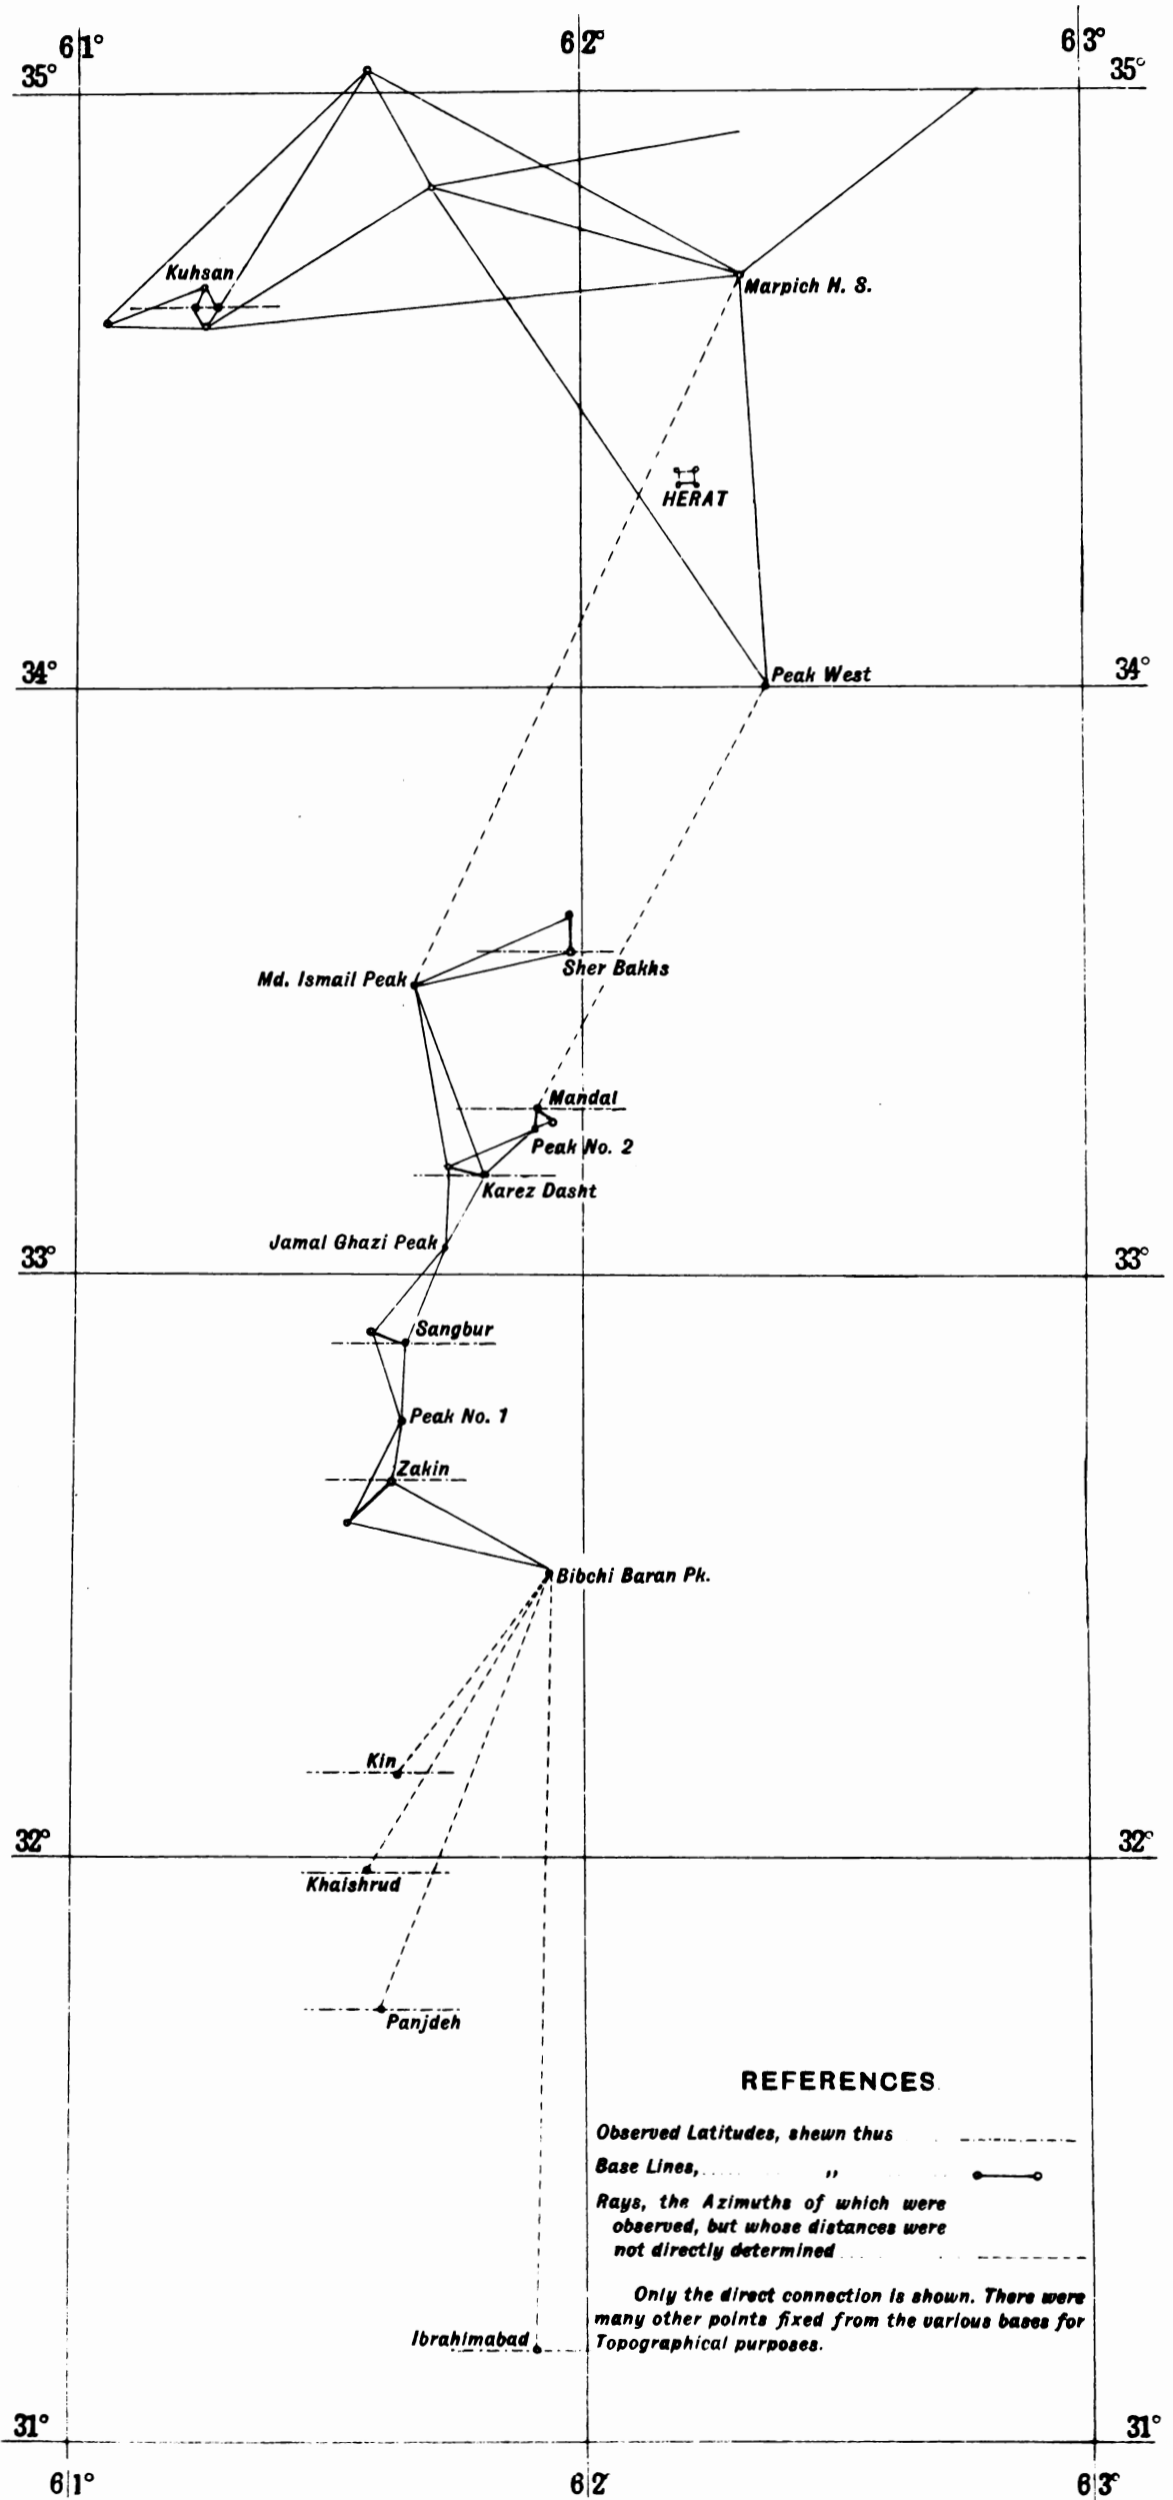 61° 62° 63°
35° 35°
Kuhsan
Marpich H. S.
HERAT
34° 34°
Peak West
Sher Bakhs
Md. Ismail Peak
Mandal
Peak No. 2
Karez Dasht
Jamal Ghazi Peak
33° 33°
Sangbur
Peak No. 1
Zakin
Bibchi Baran Pk.
Kin
32° 32°
Khaishrud
Panjdeh
REFERENCES
Observed Latitudes, shewn thus
Base Lines, "
Rays, the Azimuths of which were
observed, but whose distances were
not directly determined
Only the direct connection is shown. There were
many other points fixed from the various bases for
Topographical purposes.
Ibrahimabad
31° 31°
61° 62° 63°